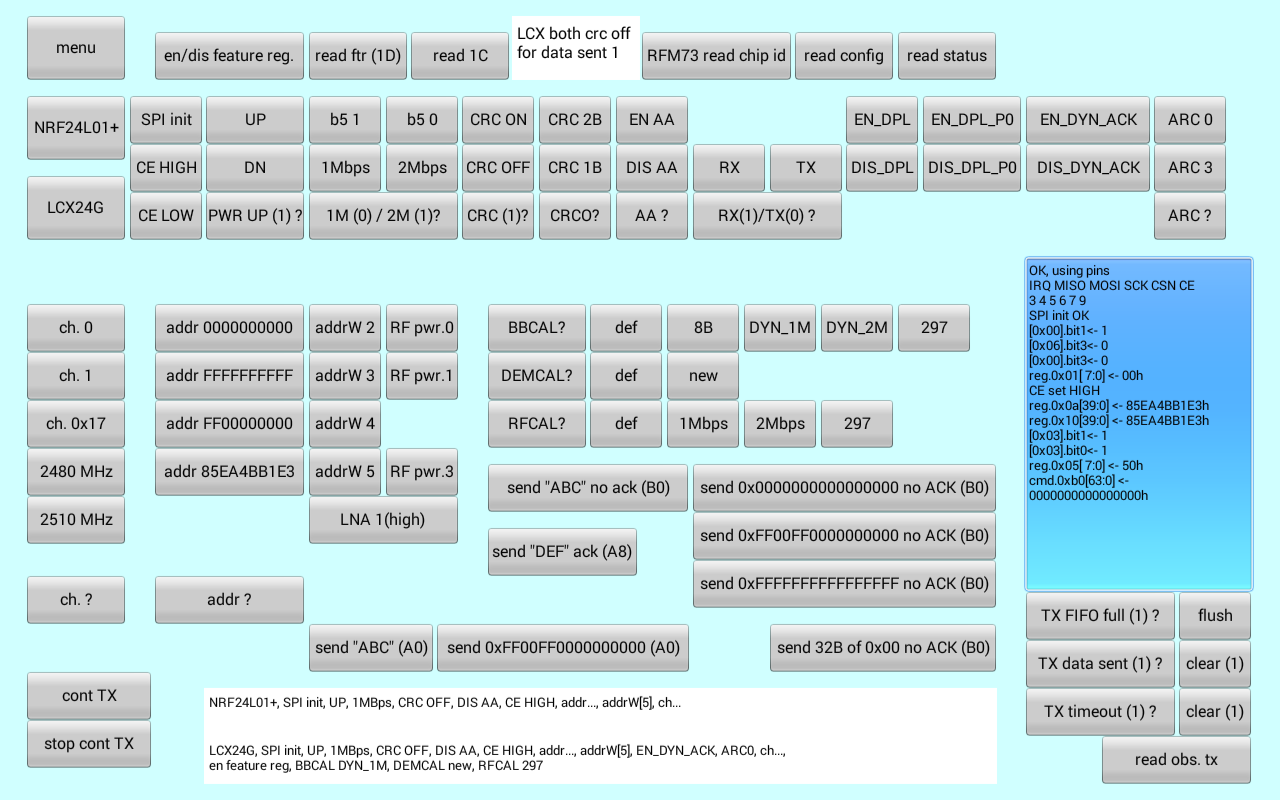 menu
en/dis feature reg.
read ftr (1D)
read 1C
LCX both crc off
for data sent 1
RFM73 read chip id
read config
read status
NRF24L01+
SPI init
UP
b5 1
b5 0
CRC ON
CRC 2B
EN AA
EN_DPL
EN_DPL_P0
EN_DYN_ACK
ARC 0
CE HIGH
DN
1Mbps
2Mbps
CRC OFF
CRC 1B
DIS AA
RX
TX
DIS_DPL
DIS_DPL_P0
DIS_DYN_ACK
ARC 3
LCX24G
CE LOW
PWR UP (1) ?
1M (0) / 2M (1)?
CRC (1)?
CRCO?
AA ?
RX(1)/TX(0) ?
ARC ?
OK, using pins
IRQ MISO MOSI SCK CSN CE
3 4 5 6 7 9
SPI init OK
[0x00].bit1<- 1
[0x06].bit3<- 0
[0x00].bit3<- 0
reg.0x01[ 7:0] <- 00h
CE set HIGH
reg.0x0a[39:0] <- 85EA4BB1E3h
reg.0x10[39:0] <- 85EA4BB1E3h
[0x03].bit1<- 1
[0x03].bit0<- 1
reg.0x05[ 7:0] <- 50h
cmd.0xb0[63:0] <-
0000000000000000h
ch. 0
addr 0000000000
addrW 2
RF pwr.0
BBCAL?
def
8B
DYN_1M
DYN_2M
297
ch. 1
addr FFFFFFFFFF
addrW 3
RF pwr.1
DEMCAL?
def
new
ch. 0x17
addr FF00000000
addrW 4
RFCAL?
def
1Mbps
2Mbps
297
2480 MHz
addr 85EA4BB1E3
addrW 5
RF pwr.3
send "ABC" no ack (B0)
send 0x0000000000000000 no ACK (B0)
2510 MHz
LNA 1(high)
send 0xFF00FF0000000000 no ACK (B0)
send "DEF" ack (A8)
send 0xFFFFFFFFFFFFFFFF no ACK (B0)
ch. ?
addr ?
TX FIFO full (1) ?
flush
send "ABC" (A0)
send 0xFF00FF0000000000 (A0)
send 32B of 0x00 no ACK (B0)
TX data sent (1) ?
clear (1)
cont TX
TX timeout (1) ?
clear (1)
stop cont TX
read obs. tx
NRF24L01+, SPI init, UP, 1MBps, CRC OFF, DIS AA, CE HIGH, addr..., addrW[5], ch...
LCX24G, SPI init, UP, 1MBps, CRC OFF, DIS AA, CE HIGH, addr..., addrW[5], EN_DYN_ACK, ARC0, ch...,
en feature reg, BBCAL DYN_1M, DEMCAL new, RFCAL 297